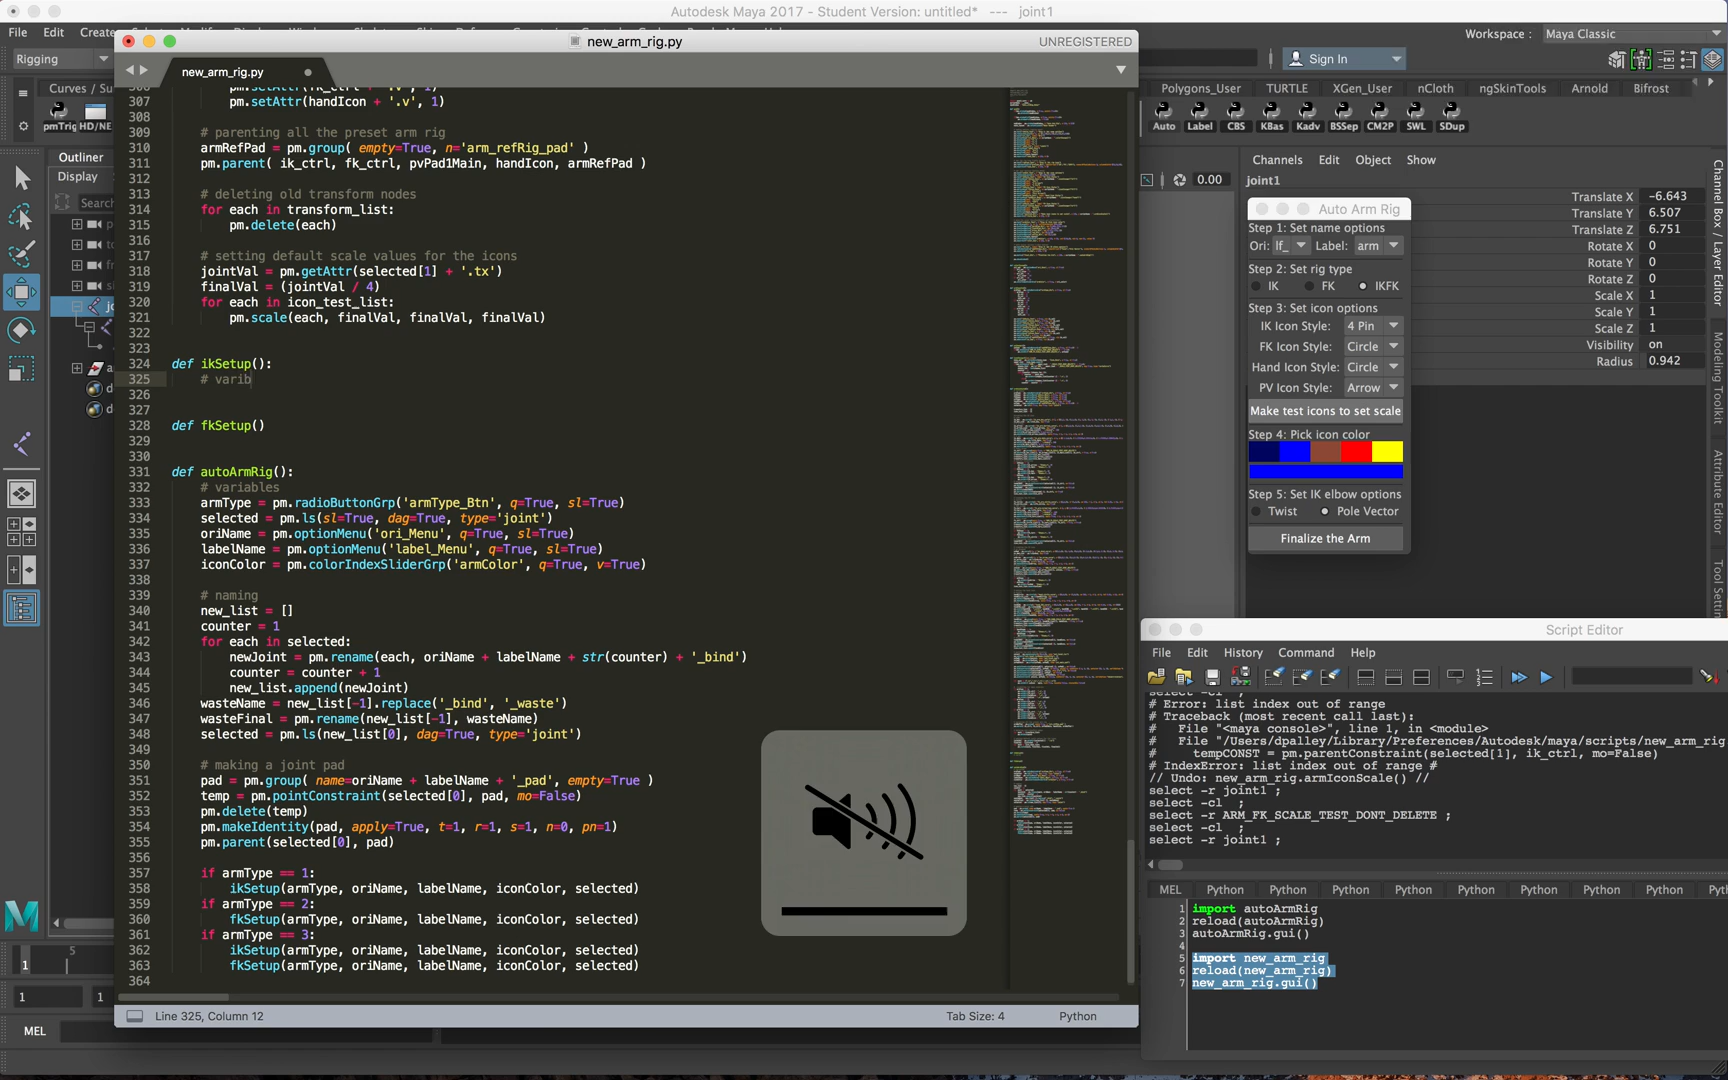 Autodesk Maya 2017 - Student Version: untitled*   ---   joint1
File Edit Create
Workspace : Maya Classic
new_arm_rig.py
UNREGISTERED
Rigging
Sign In
new_arm_rig.py
Curves / Su
Polygons_User TURTLE XGen_User nCloth ngSkinTools Arnold Bifrost
pmTrig HD/NE
Auto Label CBS KBas Kadv BSSep CM2P SWL SDup
Outliner
Display
Search
307 pm.setAttr(handIcon + '.v', 1)
308
309 # parenting all the preset arm rig
310 armRefPad = pm.group( empty=True, n='arm_refRig_pad' )
311 pm.parent( ik_ctrl, fk_ctrl, pvPad1Main, handIcon, armRefPad )
312
313 # deleting old transform nodes
314 for each in transform_list:
315 pm.delete(each)
316
317 # setting default scale values for the icons
318 jointVal = pm.getAttr(selected[1] + '.tx')
319 finalVal = (jointVal / 4)
320 for each in icon_test_list:
321 pm.scale(each, finalVal, finalVal, finalVal)
322
323
324 def ikSetup():
325 # varib
326
327
328 def fkSetup()
329
330
331 def autoArmRig():
332 # variables
333 armType = pm.radioButtonGrp('armType_Btn', q=True, sl=True)
334 selected = pm.ls(sl=True, dag=True, type='joint')
335 oriName = pm.optionMenu('ori_Menu', q=True, sl=True)
336 labelName = pm.optionMenu('label_Menu', q=True, sl=True)
337 iconColor = pm.colorIndexSliderGrp('armColor', q=True, v=True)
338
339 # naming
340 new_list = []
341 counter = 1
342 for each in selected:
343 newJoint = pm.rename(each, oriName + labelName + str(counter) + '_bind')
344 counter = counter + 1
345 new_list.append(newJoint)
346 wasteName = new_list[-1].replace('_bind', '_waste')
347 wasteFinal = pm.rename(new_list[-1], wasteName)
348 selected = pm.ls(new_list[0], dag=True, type='joint')
349
350 # making a joint pad
351 pad = pm.group( name=oriName + labelName + '_pad', empty=True )
352 temp = pm.pointConstraint(selected[0], pad, mo=False)
353 pm.delete(temp)
354 pm.makeIdentity(pad, apply=True, t=1, r=1, s=1, n=0, pn=1)
355 pm.parent(selected[0], pad)
356
357 if armType == 1:
358 ikSetup(armType, oriName, labelName, iconColor, selected)
359 if armType == 2:
360 fkSetup(armType, oriName, labelName, iconColor, selected)
361 if armType == 3:
362 ikSetup(armType, oriName, labelName, iconColor, selected)
363 fkSetup(armType, oriName, labelName, iconColor, selected)
364
Line 325, Column 12
Tab Size: 4
Python
5
1
1
1
MEL
0.00
Channels Edit Object Show
joint1
Translate X -6.643
Translate Y 6.507
Translate Z 6.751
Rotate X 0
Rotate Y 0
Rotate Z 0
Scale X 1
Scale Y 1
Scale Z 1
Visibility on
Radius 0.942
Channel Box / Layer Editor
Modeling Toolkit
Attribute Editor
Auto Arm Rig
Step 1: Set name options
Ori: lf_ Label: arm
Step 2: Set rig type
IK FK IKFK
Step 3: Set icon options
IK Icon Style: 4 Pin
FK Icon Style: Circle
Hand Icon Style: Circle
PV Icon Style: Arrow
Make test icons to set scale
Step 4: Pick icon color
Step 5: Set IK elbow options
Twist Pole Vector
Finalize the Arm
Script Editor
File Edit History Command Help
select -cl ;
# Error: list index out of range
# Traceback (most recent call last):
# File "<maya console>", line 1, in <module>
# File "/Users/dpalley/Library/Preferences/Autodesk/maya/scripts/new_arm_rig
# tempCONST = pm.parentConstraint(selected[1], ik_ctrl, mo=False)
# IndexError: list index out of range #
// Undo: new_arm_rig.armIconScale() //
select -r joint1 ;
select -cl ;
select -r ARM_FK_SCALE_TEST_DONT_DELETE ;
select -cl ;
select -r joint1 ;
MEL Python Python Python Python Python Python Python Python Pyt
1 import autoArmRig
2 reload(autoArmRig)
3 autoArmRig.gui()
4
5 import new_arm_rig
6 reload(new_arm_rig)
7 new_arm_rig.gui()